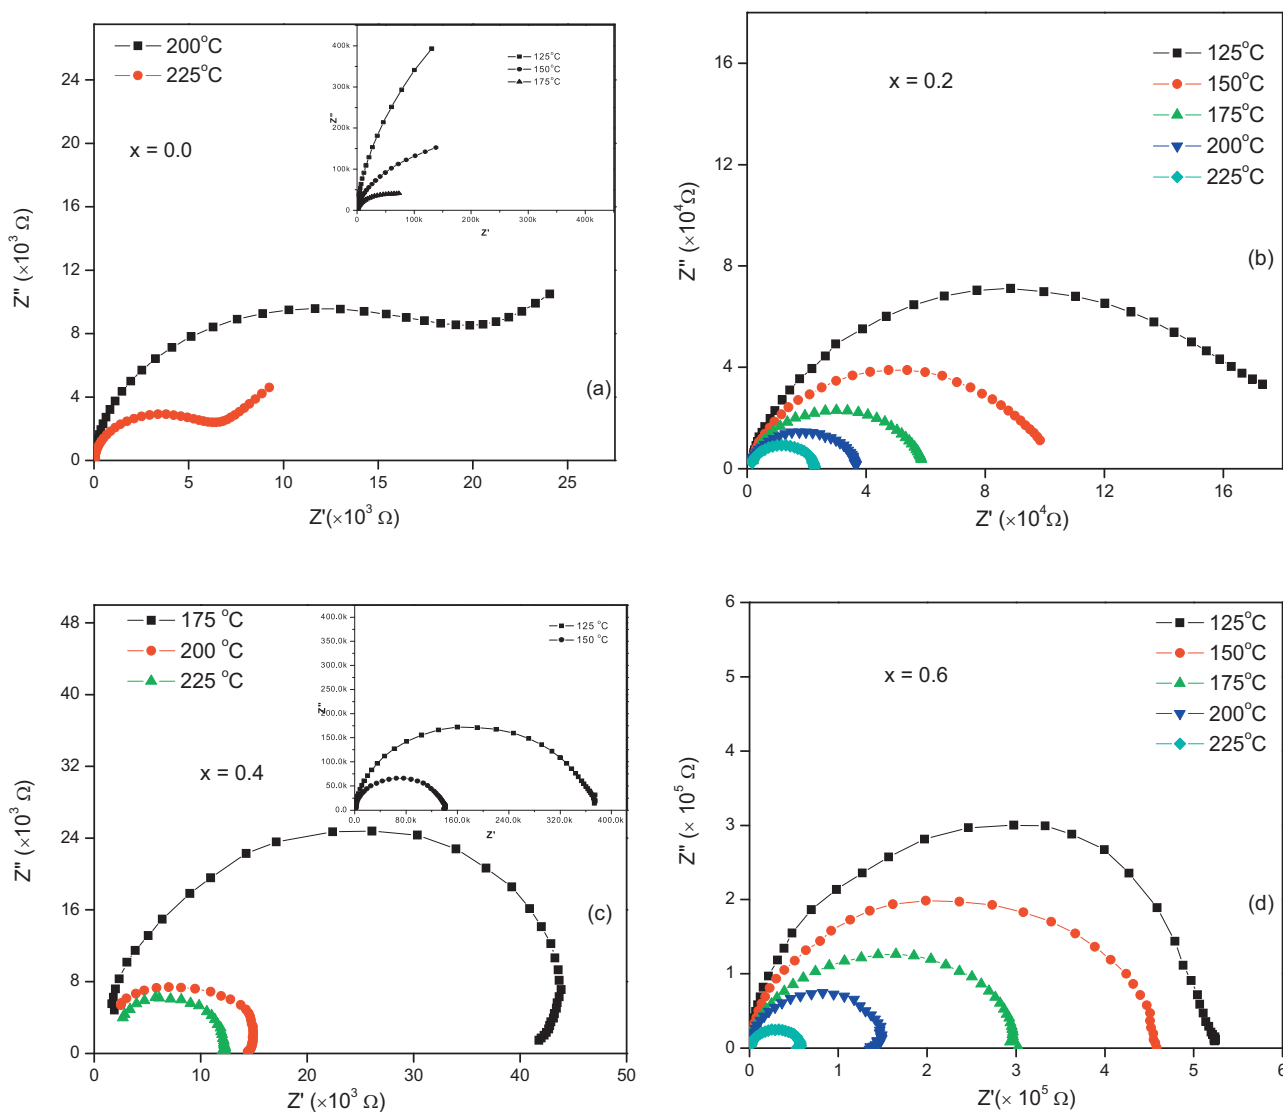 200°C
225°C
x = 0.0
Z'' (×10³ Ω)
24
20
16
12
8
4
0
0 5 10 15 20 25
Z'(×10³ Ω)
(a)
125°C
150°C
175°C
Z''
400k
300k
200k
100k
0
0 100k 200k 300k 400k
Z'
125°C
150°C
175°C
200°C
225°C
x = 0.2
Z'' (×10⁴Ω)
16
12
8
4
0
0 4 8 12 16
Z' (×10⁴Ω)
(b)
175 °C
200 °C
225 °C
x = 0.4
Z'' (×10³ Ω)
48
40
32
24
16
8
0
0 10 20 30 40 50
Z' (×10³ Ω)
(c)
125 °C
150 °C
Z''
400.0k
350.0k
300.0k
250.0k
200.0k
150.0k
100.0k
50.0k
0.0
0.0 80.0k 160.0k 240.0k 320.0k 400.0k
Z'
125°C
150°C
175°C
200°C
225°C
x = 0.6
Z'' (× 10⁵ Ω)
6
5
4
3
2
1
0
0 1 2 3 4 5 6
Z'(× 10⁵ Ω)
(d)